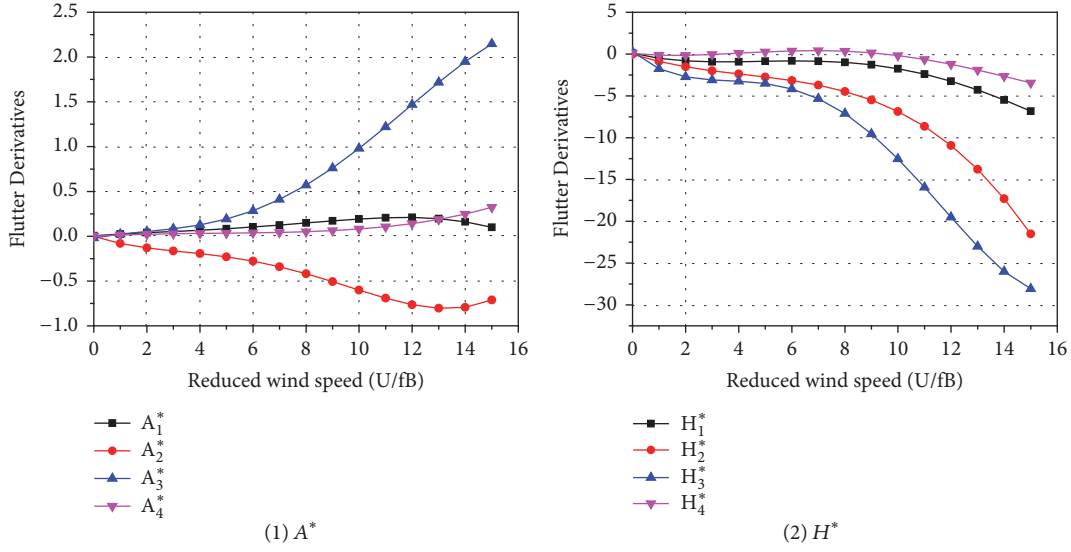 2.5
2.0
1.5
1.0
0.5
0.0
−0.5
−1.0
Flutter Derivatives
0 2 4 6 8 10 12 14 16
Reduced wind speed (U/fB)
A₁*
A₂*
A₃*
A₄*
(1) A*
5
0
−5
−10
−15
−20
−25
−30
Flutter Derivatives
0 2 4 6 8 10 12 14 16
Reduced wind speed (U/fB)
H₁*
H₂*
H₃*
H₄*
(2) H*